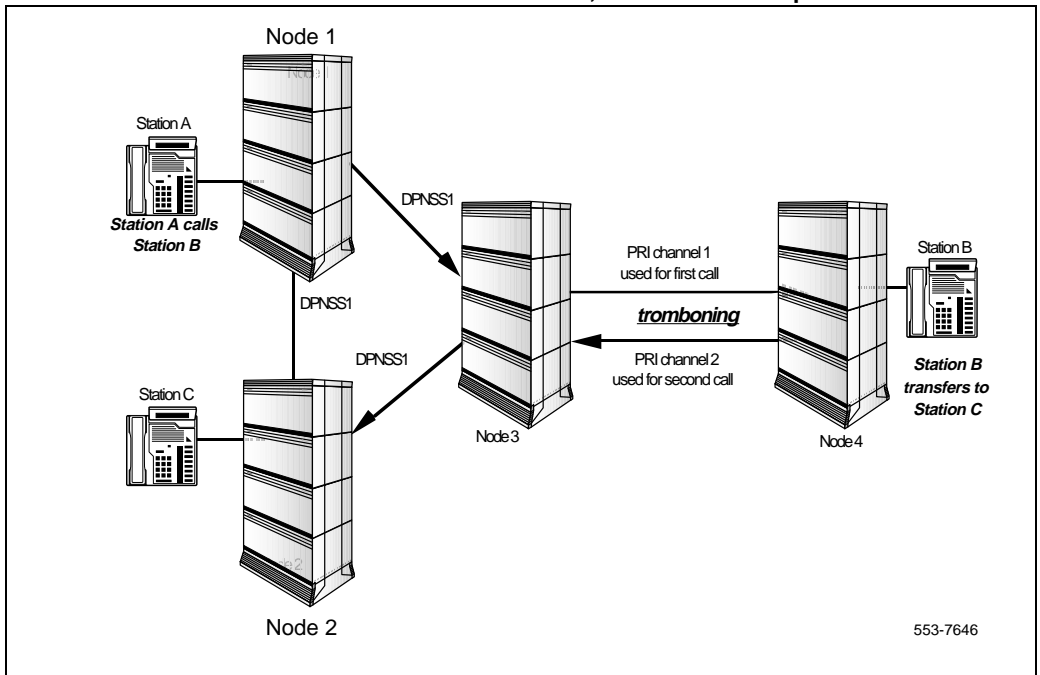 Node 1
Station A
Station A calls
Station B
DPNSS1
DPNSS1
DPNSS1
PRI channel 1
used for first call
tromboning
PRI channel 2
used for second call
Station B
Station B
transfers to
Station C
Station C
Node 3
Node 4
Node 2
553-7646